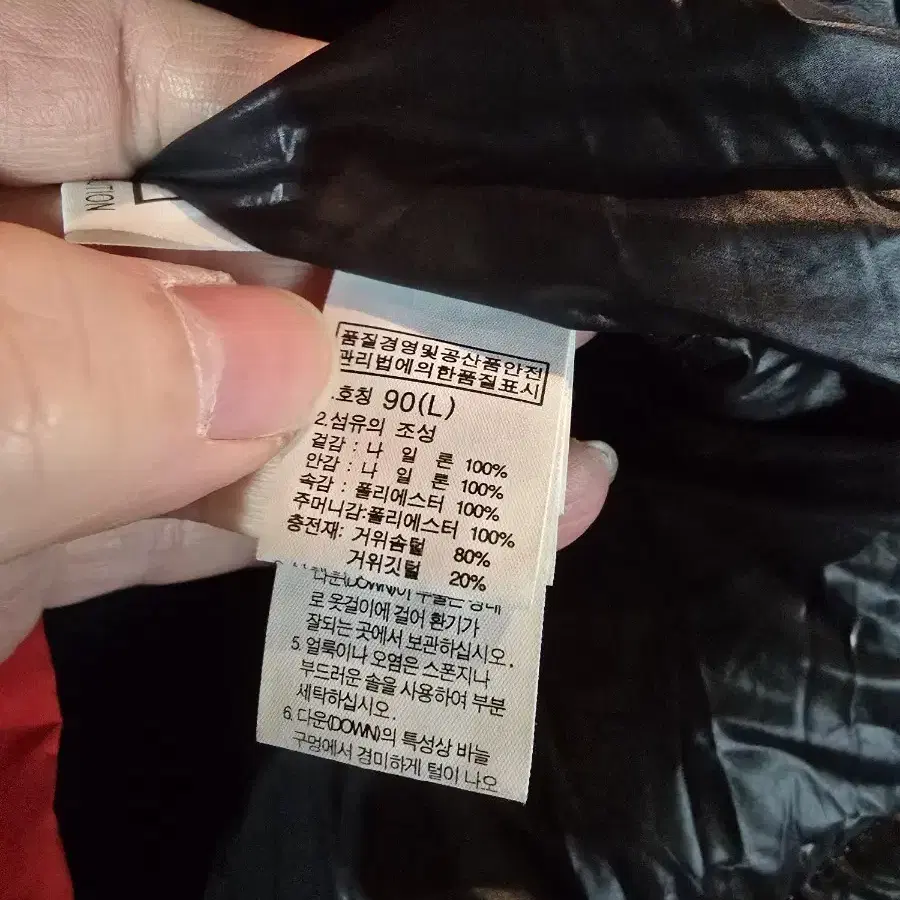 품질경영및공산품안전
관리법에의한품질표시
.호칭 90(L)
2.섬유의 조성
겉감 : 나 일 론 100%
안감 : 나 일 론 100%
속감 : 폴리에스터 100%
주머니감:폴리에스터 100%
충전재: 거위솜털 80%
거위깃털 20%
다운(DOWN)이
로 옷걸이에 걸어 환기가
잘되는 곳에서 보관하십시오.
5. 얼룩이나 오염은 스폰지나
부드러운 솔을 사용하여 부분
세탁하십시오.
6. 다운(DOWN)의 특성상 바늘
구멍에서 경미하게 털이 나오